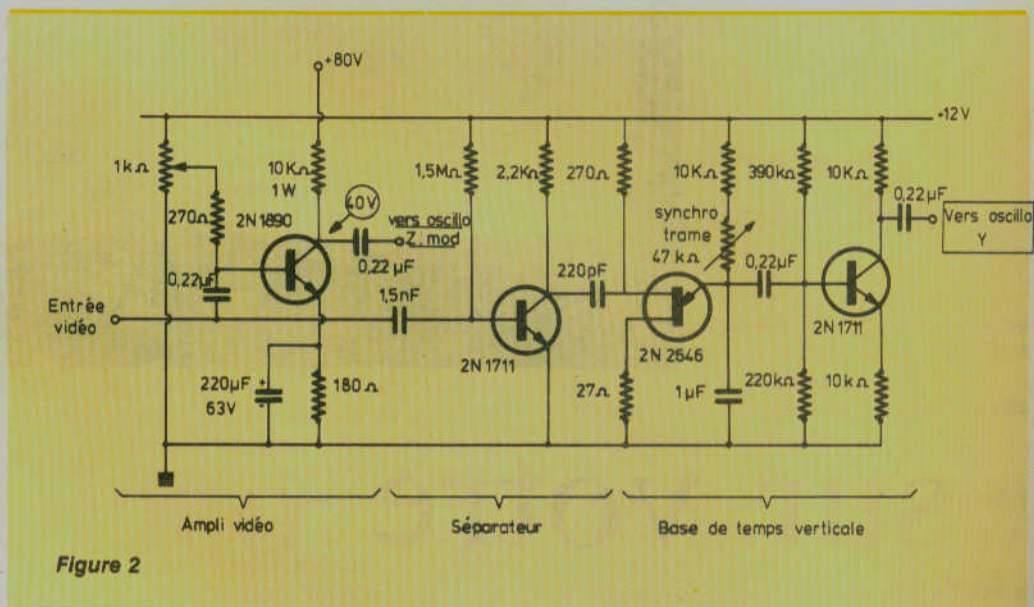 +80V
+12V
1kΩ
10KΩ
1W
1,5MΩ
2,2KΩ
270Ω
10KΩ
390kΩ
10KΩ
270Ω
2N1890
40V
vers oscillo
Z. mod
0,22µF
synchro
trame
47kΩ
0,22µF
0,22µF
Vers oscillo
Y
0,22µF
Entrée
vidéo
1,5nF
220pF
2N1711
2N2646
2N1711
220µF
63V
180Ω
27Ω
1µF
220kΩ
10kΩ
Ampli vidéo
Séparateur
Base de temps verticale
Figure 2